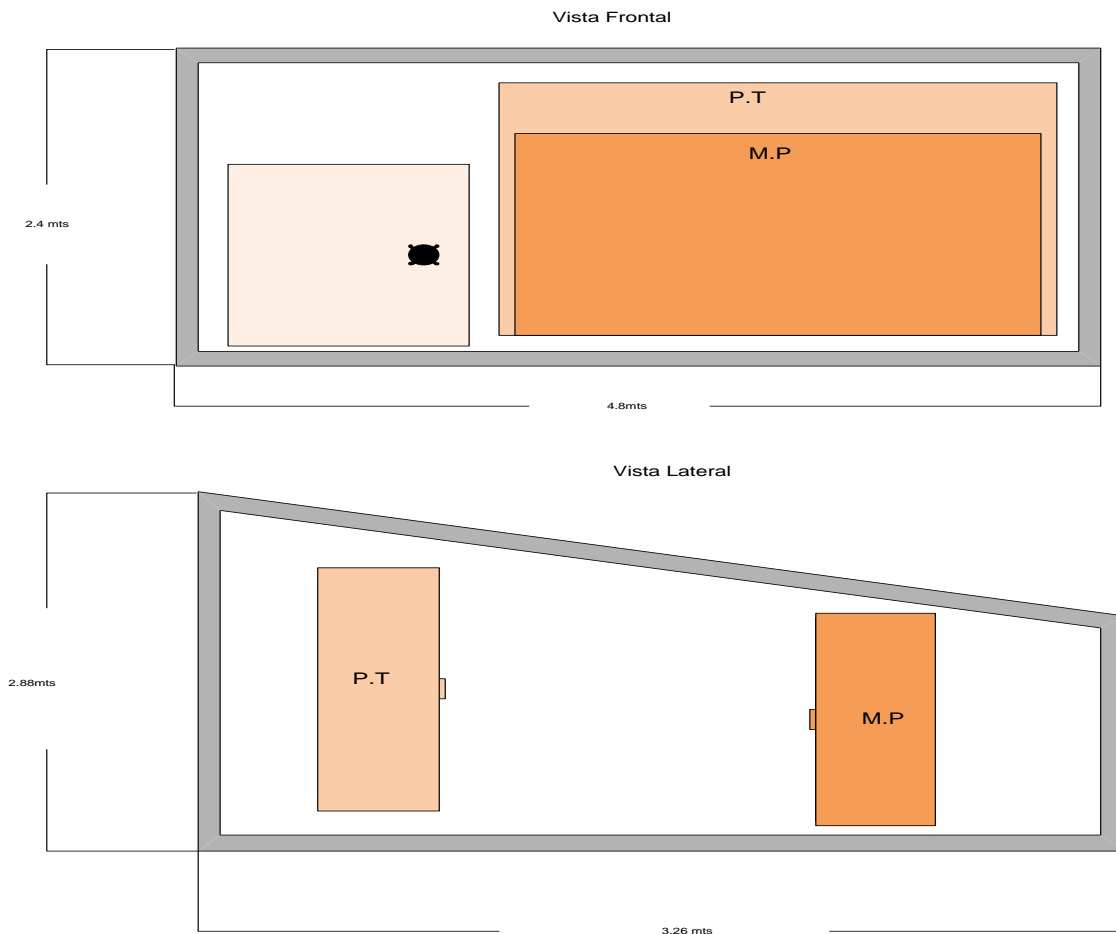 Vista Frontal
P.T
M.P
2.4 mts
4.8mts
Vista Lateral
P.T
2.88mts
M.P
3.26 mts